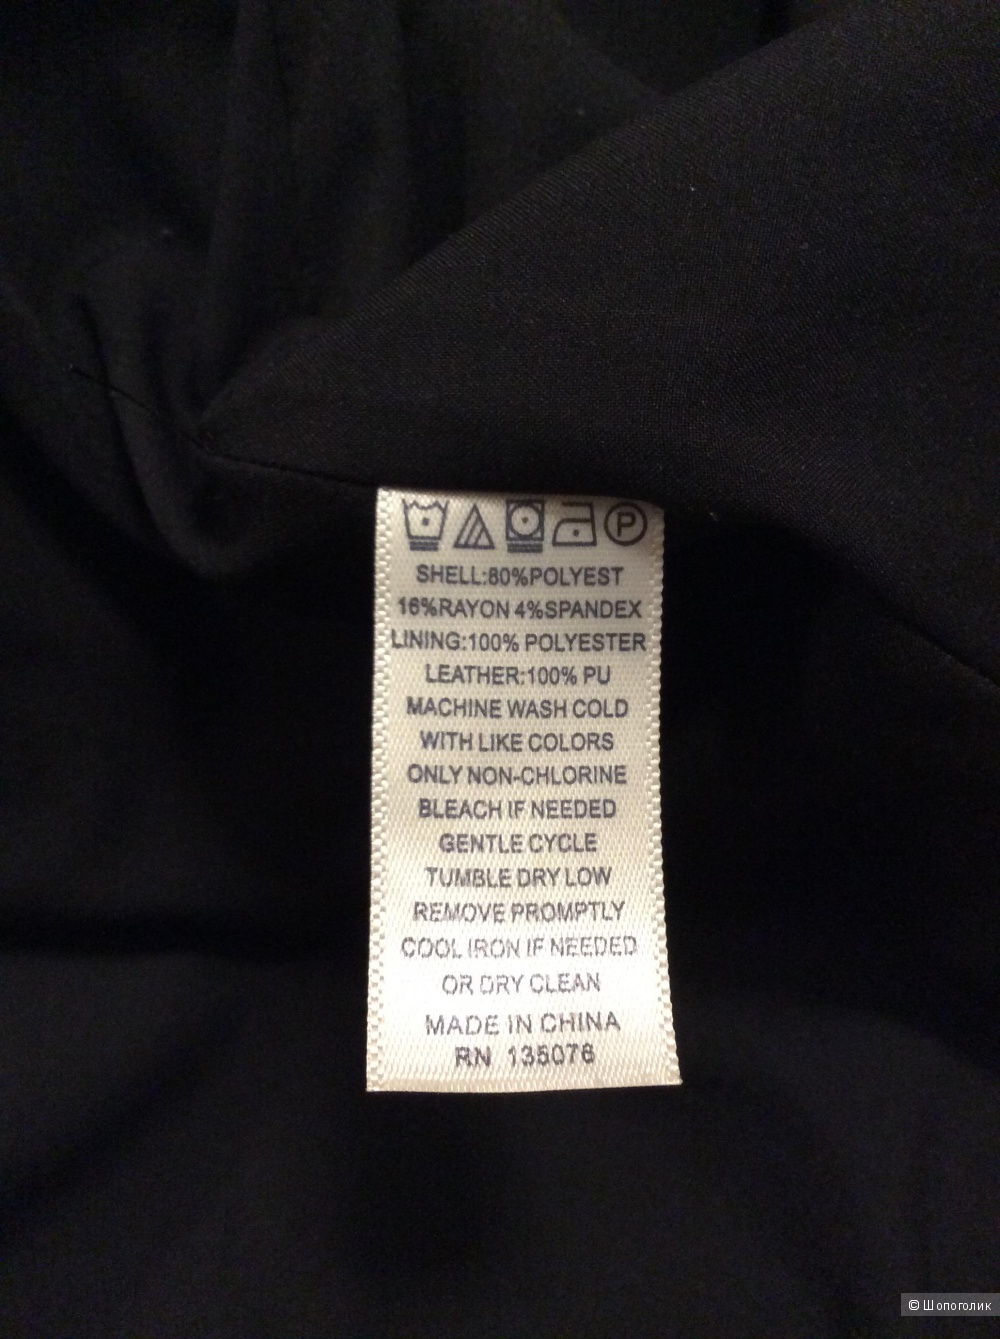 P
SHELL:80%POLYEST
16%RAYON 4%SPANDEX
LINING:100% POLYESTER
LEATHER:100% PU
MACHINE WASH COLD
WITH LIKE COLORS
ONLY NON-CHLORINE
BLEACH IF NEEDED
GENTLE CYCLE
TUMBLE DRY LOW
REMOVE PROMPTLY
COOL IRON IF NEEDED
OR DRY CLEAN
MADE IN CHINA
RN 135076
© Шопоголик